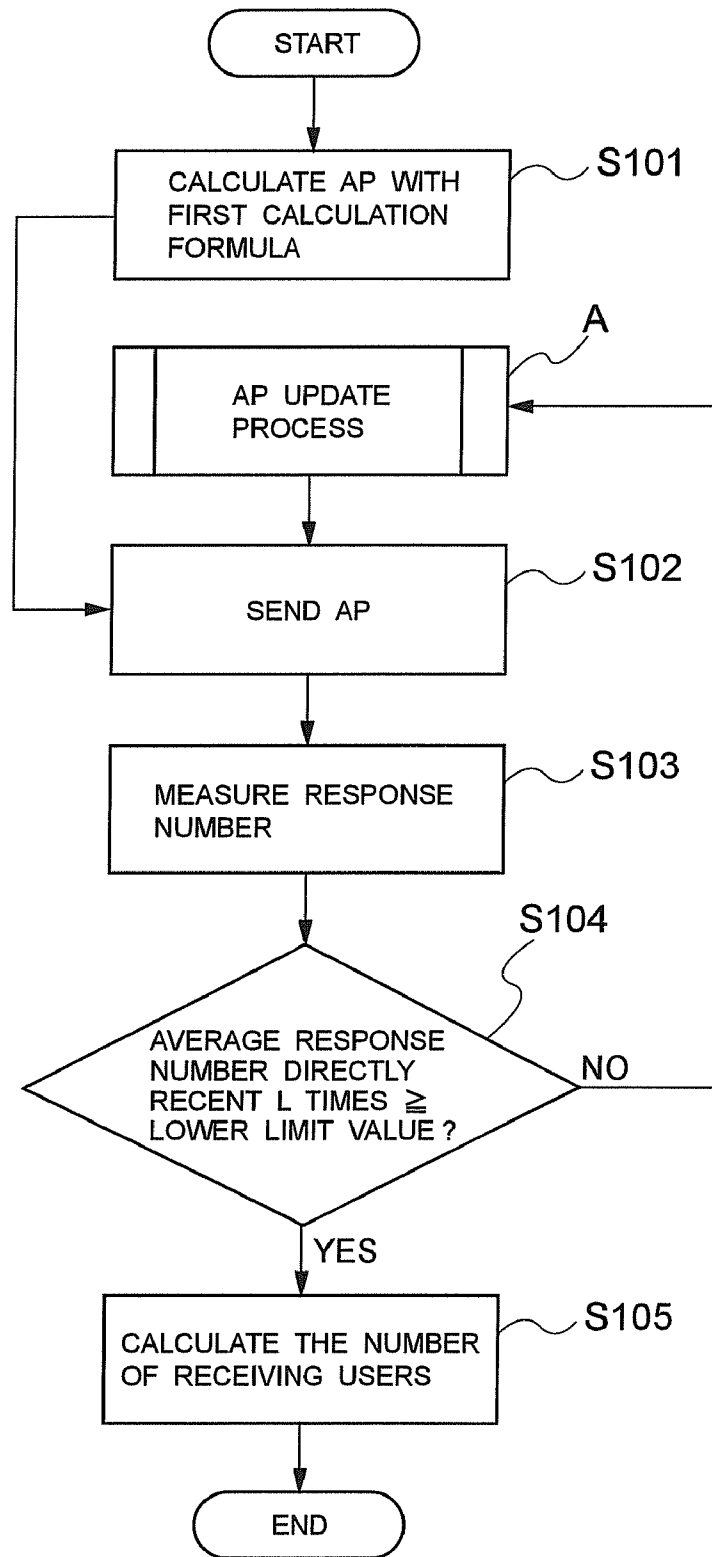 START
CALCULATE AP WITH
FIRST CALCULATION
FORMULA
S101
AP UPDATE
PROCESS
A
SEND AP
S102
MEASURE RESPONSE
NUMBER
S103
AVERAGE RESPONSE
NUMBER DIRECTLY
RECENT L TIMES ≧
LOWER LIMIT VALUE?
S104
NO
YES
CALCULATE THE NUMBER
OF RECEIVING USERS
S105
END